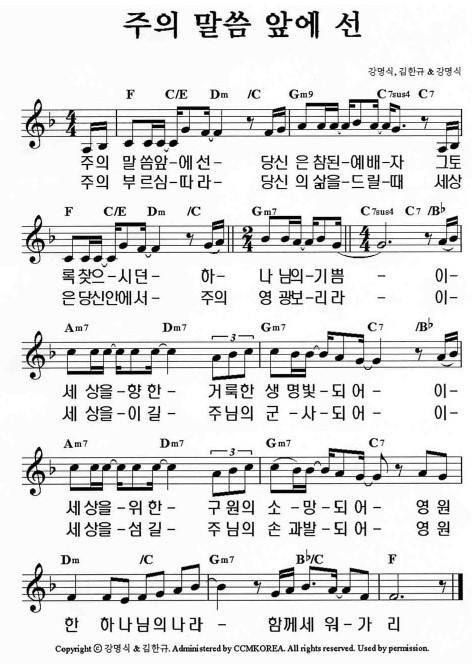 주의 말씀 앞에 선
강명식, 김한규 & 강명식
F C/E Dm /C Gm9 C7sus4 C7
주의 말 씀앞-에선- 당신 은 참된-예배-자 그토
주의 부 르심-따라- 당신 의 삶을-드릴-때 세상
F C/E Dm /C Gm7 C7sus4 C7 /Bb
록찾으-시던- 하- 나 님의-기쁨 - 이-
은당신안에서- 주의 영 광보-리라 - 이-
Am7 Dm7 Gm7 C7 /Bb
3
세 상을-향한- 거룩한 생 명빛-되어- 이-
세 상을-이길- 주님의 군 사-되어- 이-
Am7 Dm7 Gm7 C7
3
세상을-위한- 구원의 소-망-되어- 영원
세상을-섬길- 주님의 손과발-되어- 영원
Dm /C Gm7 Bb/C F
한 하나님의나라- 함께세 워-가 리
Copyright ⓒ 강명식 & 김한규. Administered by CCMKOREA. All rights reserved. Used by permission.